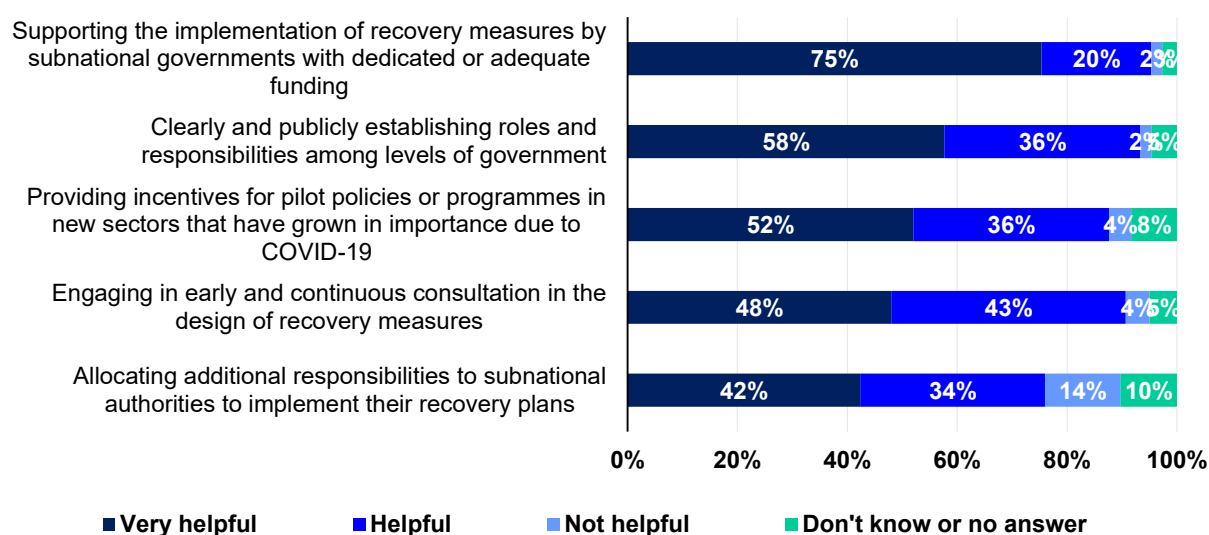 Supporting the implementation of recovery measures by
subnational governments with dedicated or adequate
funding
75% 20% 2% 3%
Clearly and publicly establishing roles and
responsibilities among levels of government
58% 36% 2% 5%
Providing incentives for pilot policies or programmes in
new sectors that have grown in importance due to
COVID-19
52% 36% 4% 8%
Engaging in early and continuous consultation in the
design of recovery measures
48% 43% 4% 5%
Allocating additional responsibilities to subnational
authorities to implement their recovery plans
42% 34% 14% 10%
0% 20% 40% 60% 80% 100%
Very helpful Helpful Not helpful Don't know or no answer